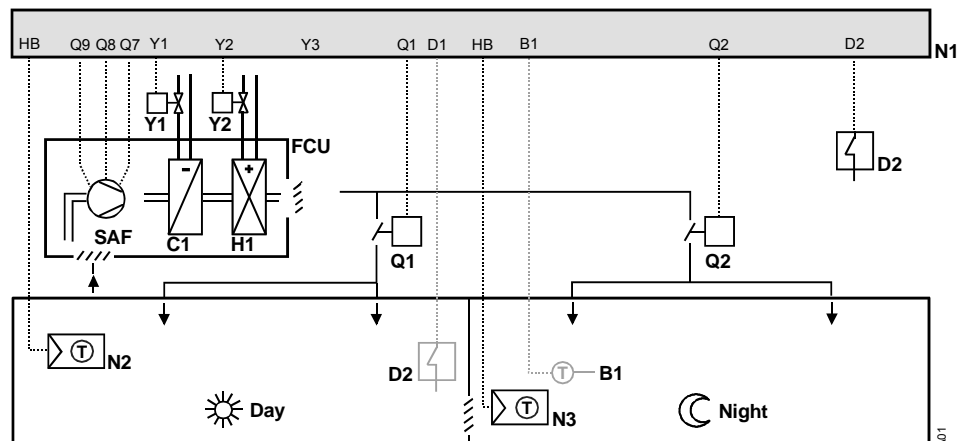 HB Q9 Q8 Q7 Y1 Y2 Y3 Q1 D1 HB B1 Q2 D2
N1
Y1 Y2
FCU
D2
- +
SAF C1 H1
Q1 Q2
T N2
D2
T B1
T N3
Day
Night